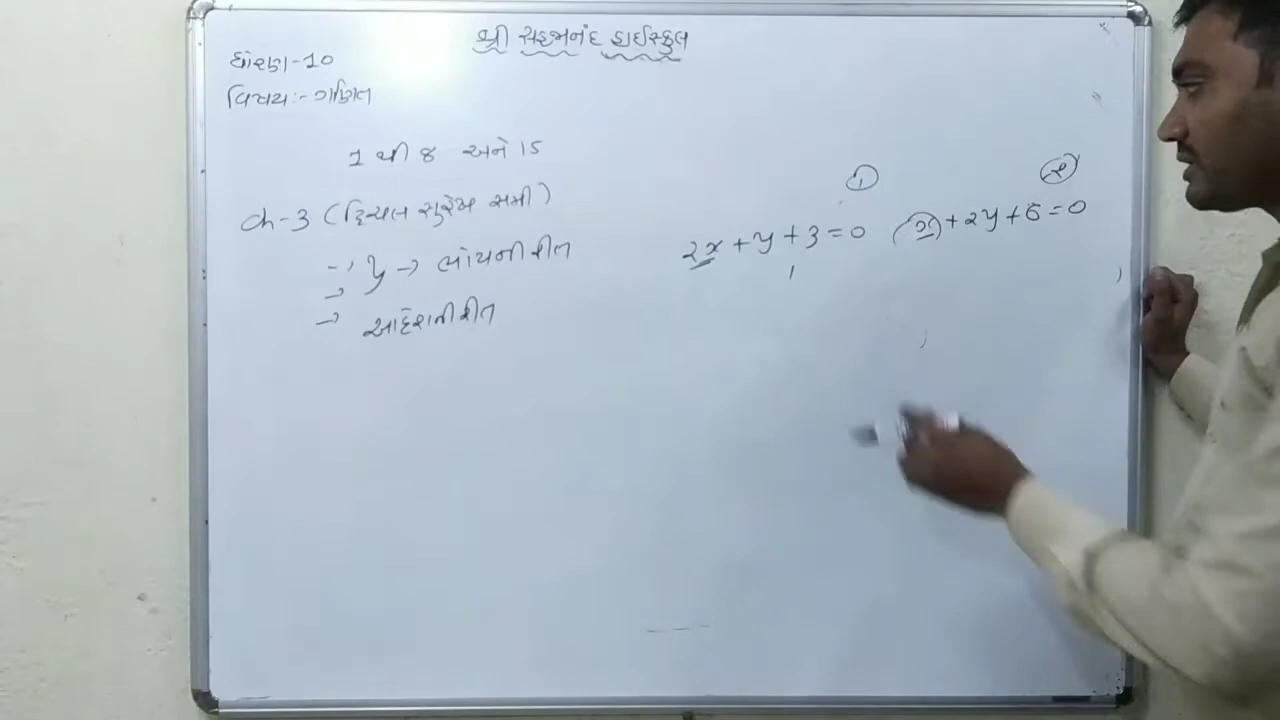 શ્રી સહજાનંદ હાઈસ્કુલ
ધોરણ-10
વિષય:- ગણિત
1 થી 8 અને 15
ch-3 (દ્વિચલ સુરેખ સમી)
→ લોપનીરીત
→ આદેશનીરીત
① ②
2x + y + 3 = 0 x + 2y + 6 = 0